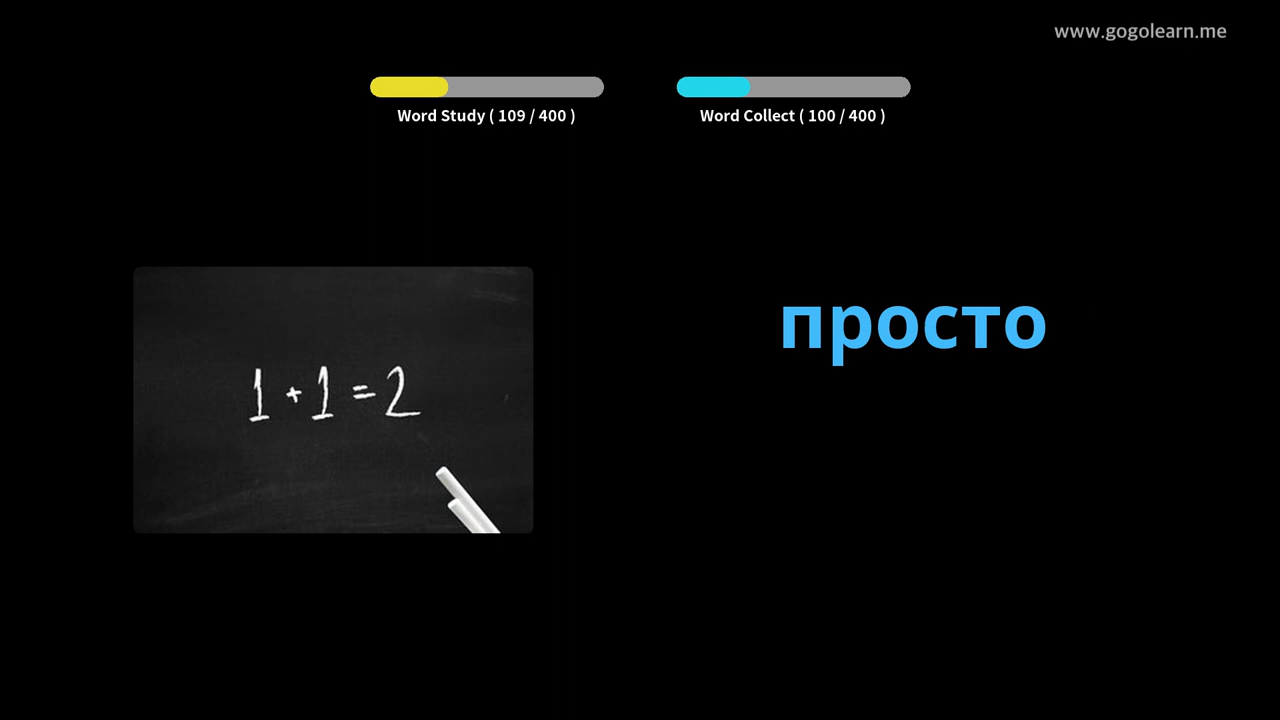 www.gogolearn.me
Word Study ( 109 / 400 )
Word Collect ( 100 / 400 )
1 + 1 = 2
просто